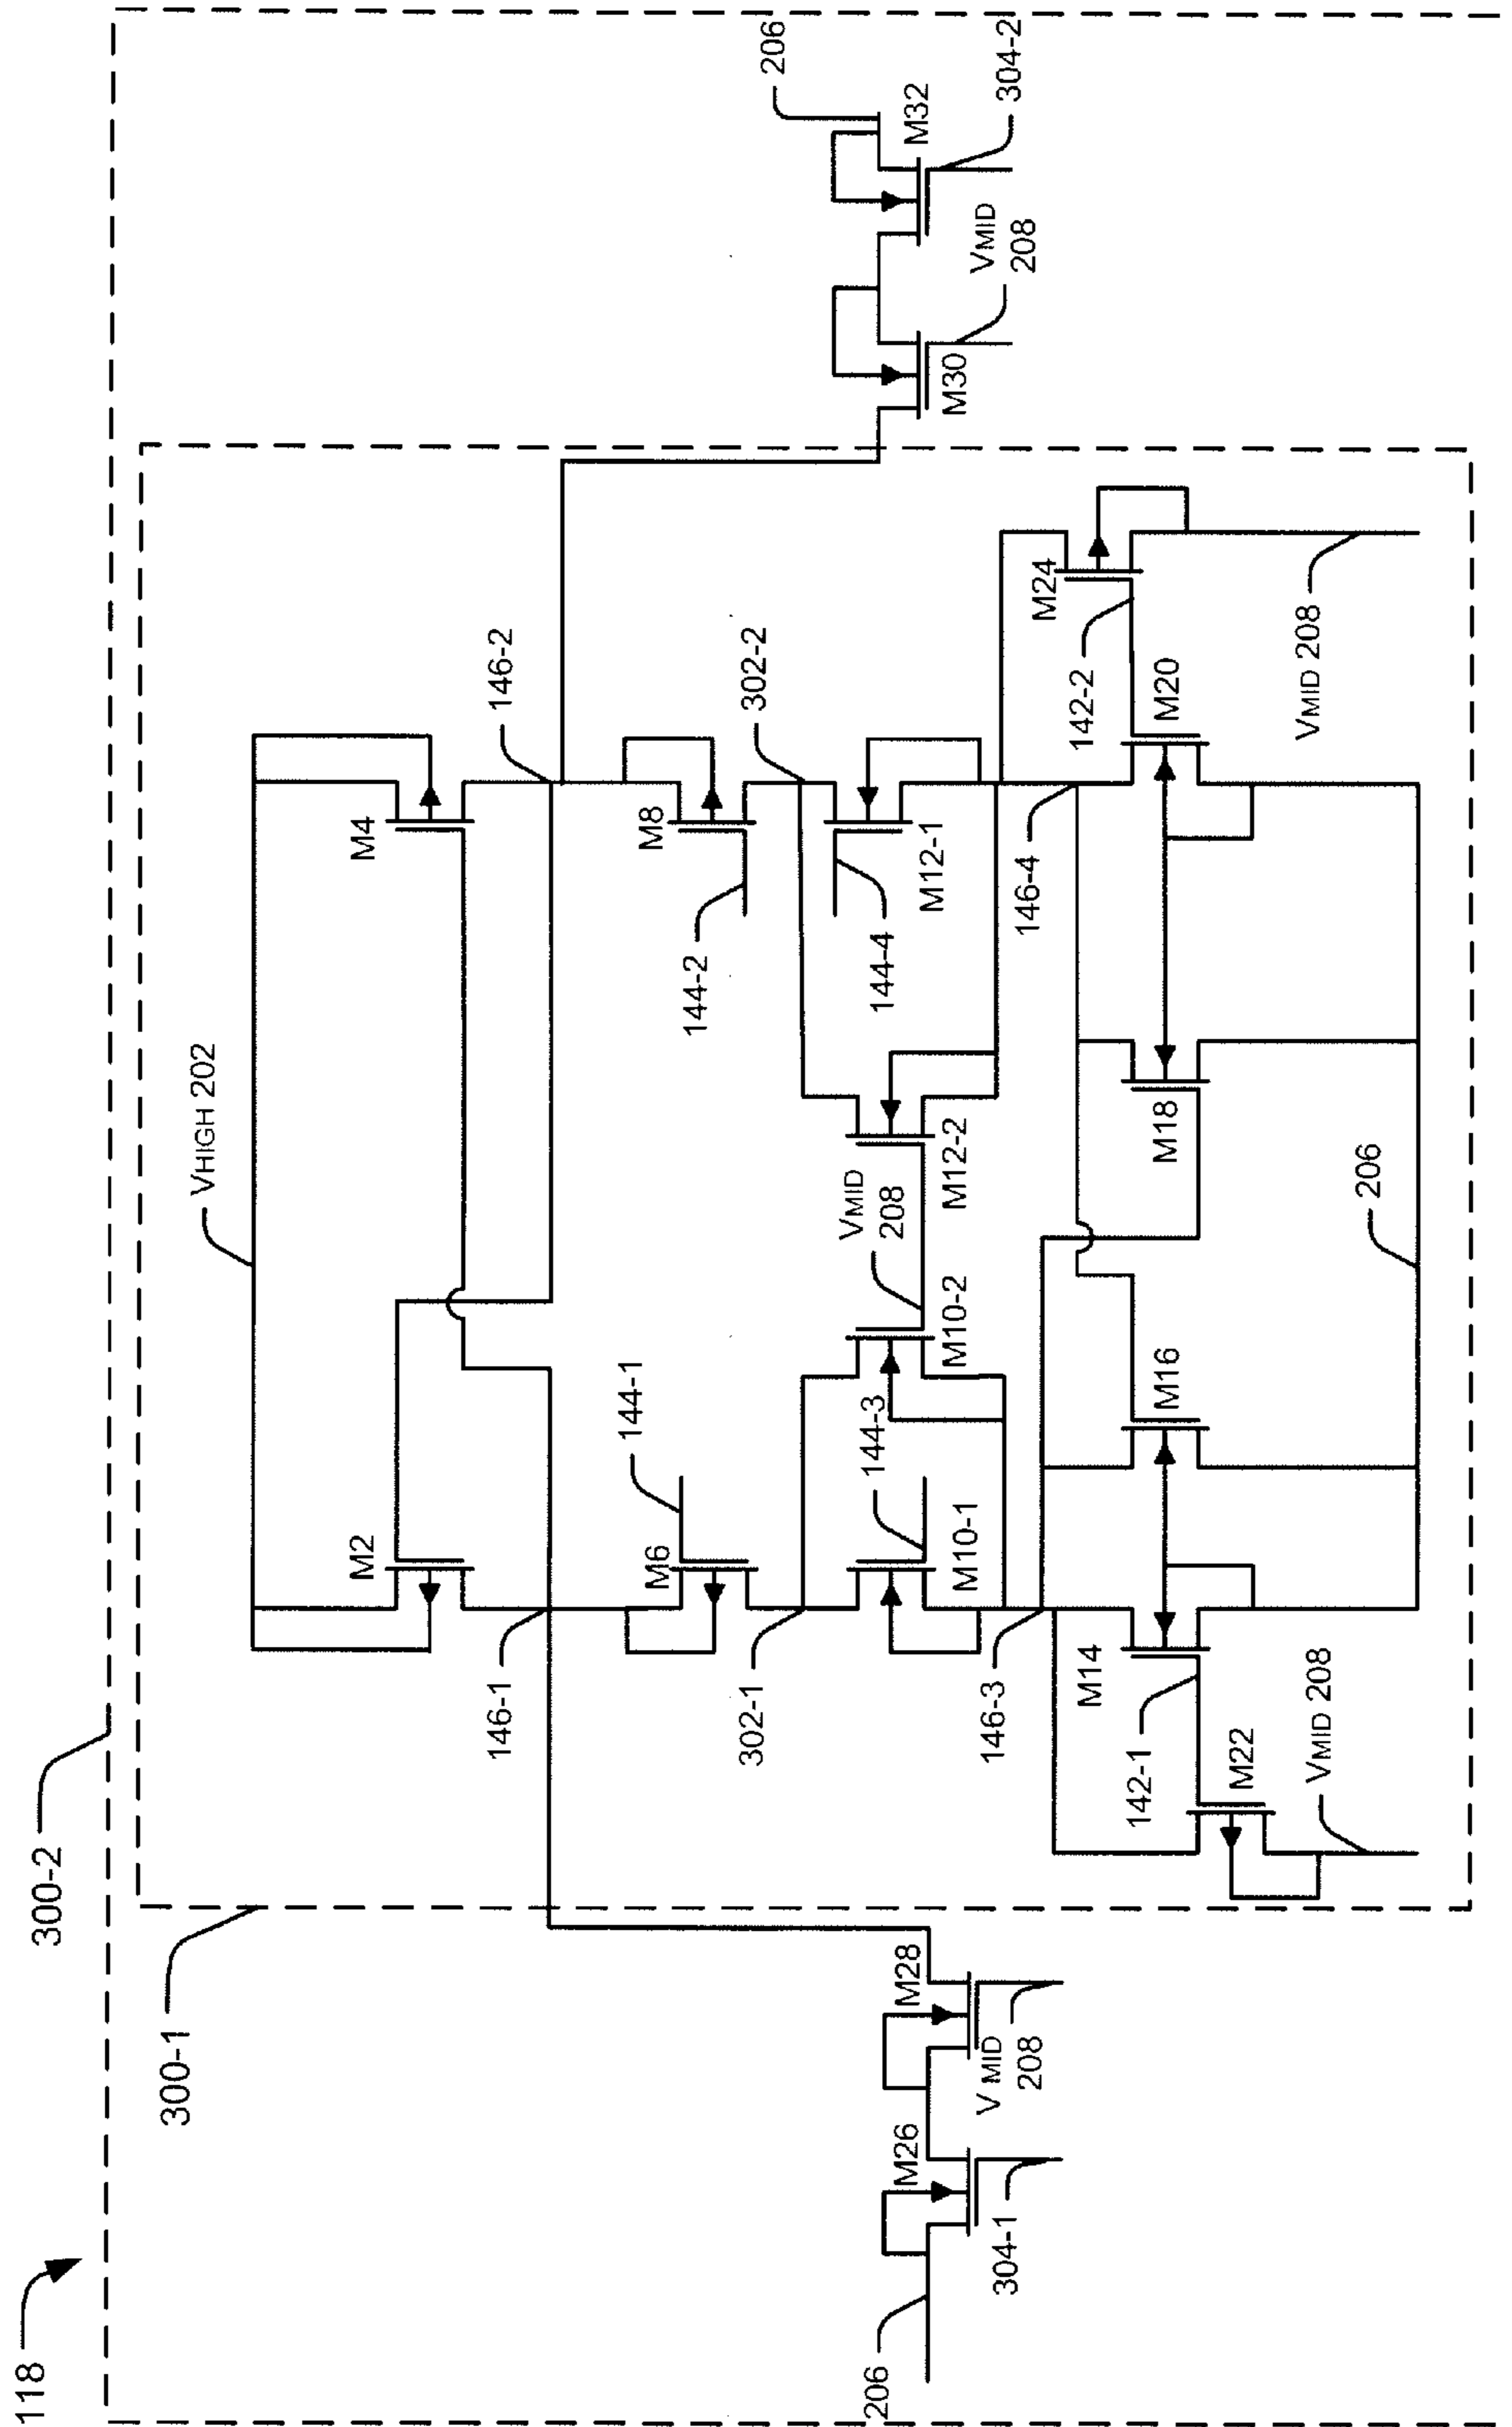 118
300-2
300-1
VHIGH 202
M2
M4
146-1
146-2
144-1
M6
M8
144-2
302-1
302-2
144-3
M10-1
M10-2
VMID
208
M12-2
M12-1
144-4
146-3
146-4
M14
M16
M18
M20
142-1
142-2
M22
M24
VMID 208
VMID 208
206
206
M26
M28
304-1
V MID
208
M30
M32
206
VMID
208
304-2